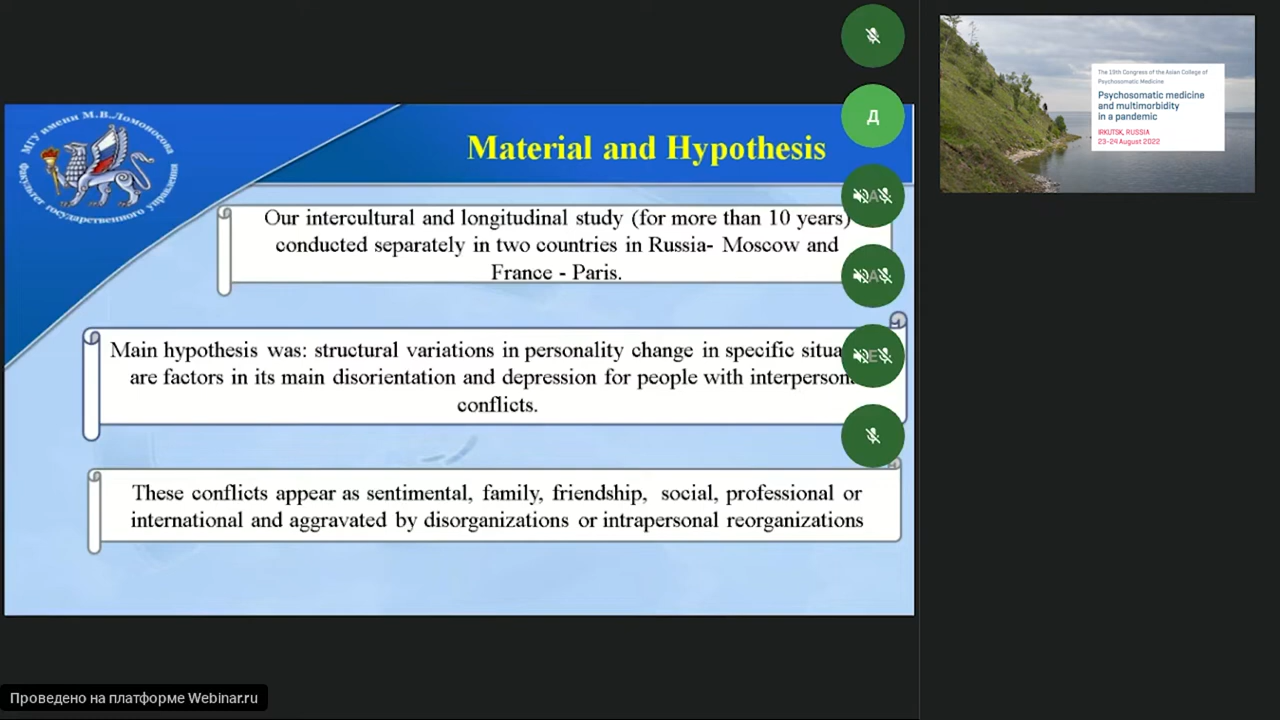 МГУ имени М.В.Ломоносова
факультет государственного управления
Material and Hypothesis
Our intercultural and longitudinal study (for more than 10 years)
conducted separately in two countries in Russia- Moscow and
France - Paris.
Main hypothesis was: structural variations in personality change in specific
are factors in its main disorientation and depression for people with
conflicts.
These conflicts appear as sentimental, family, friendship, social, professional or
international and aggravated by disorganizations or intrapersonal reorganizations
Д
А
А
Е
The 19th Congress of the Asian College of
Psychosomatic Medicine
Psychosomatic medicine
and multimorbidity
in a pandemic
IRKUTSK, RUSSIA
23-24 August 2022
Проведено на платформе Webinar.ru